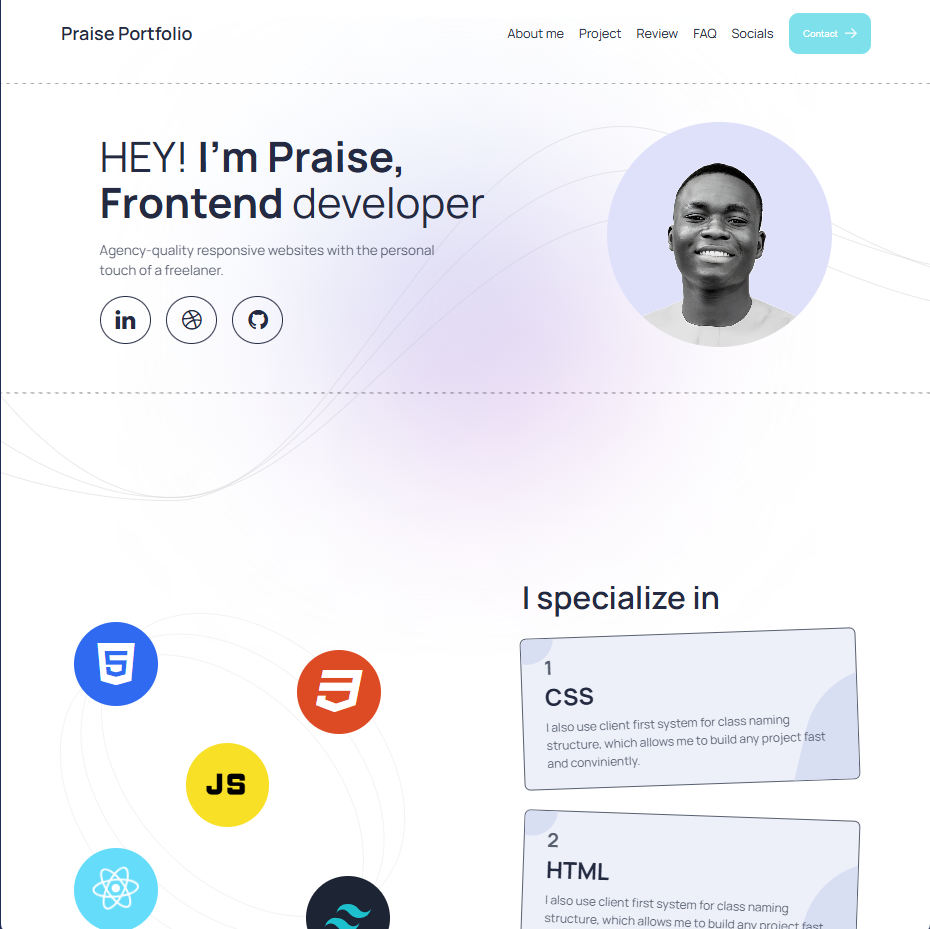 Praise Portfolio
About me Project Review FAQ Socials Contact
HEY! I'm Praise,
Frontend developer
Agency-quality responsive websites with the personal
touch of a freelaner.
in
I specialize in
1
CSS
I also use client first system for class naming
structure, which allows me to build any project fast
and conviniently.
JS
2
HTML
I also use client first system for class naming
structure, which allows me to build any project fast